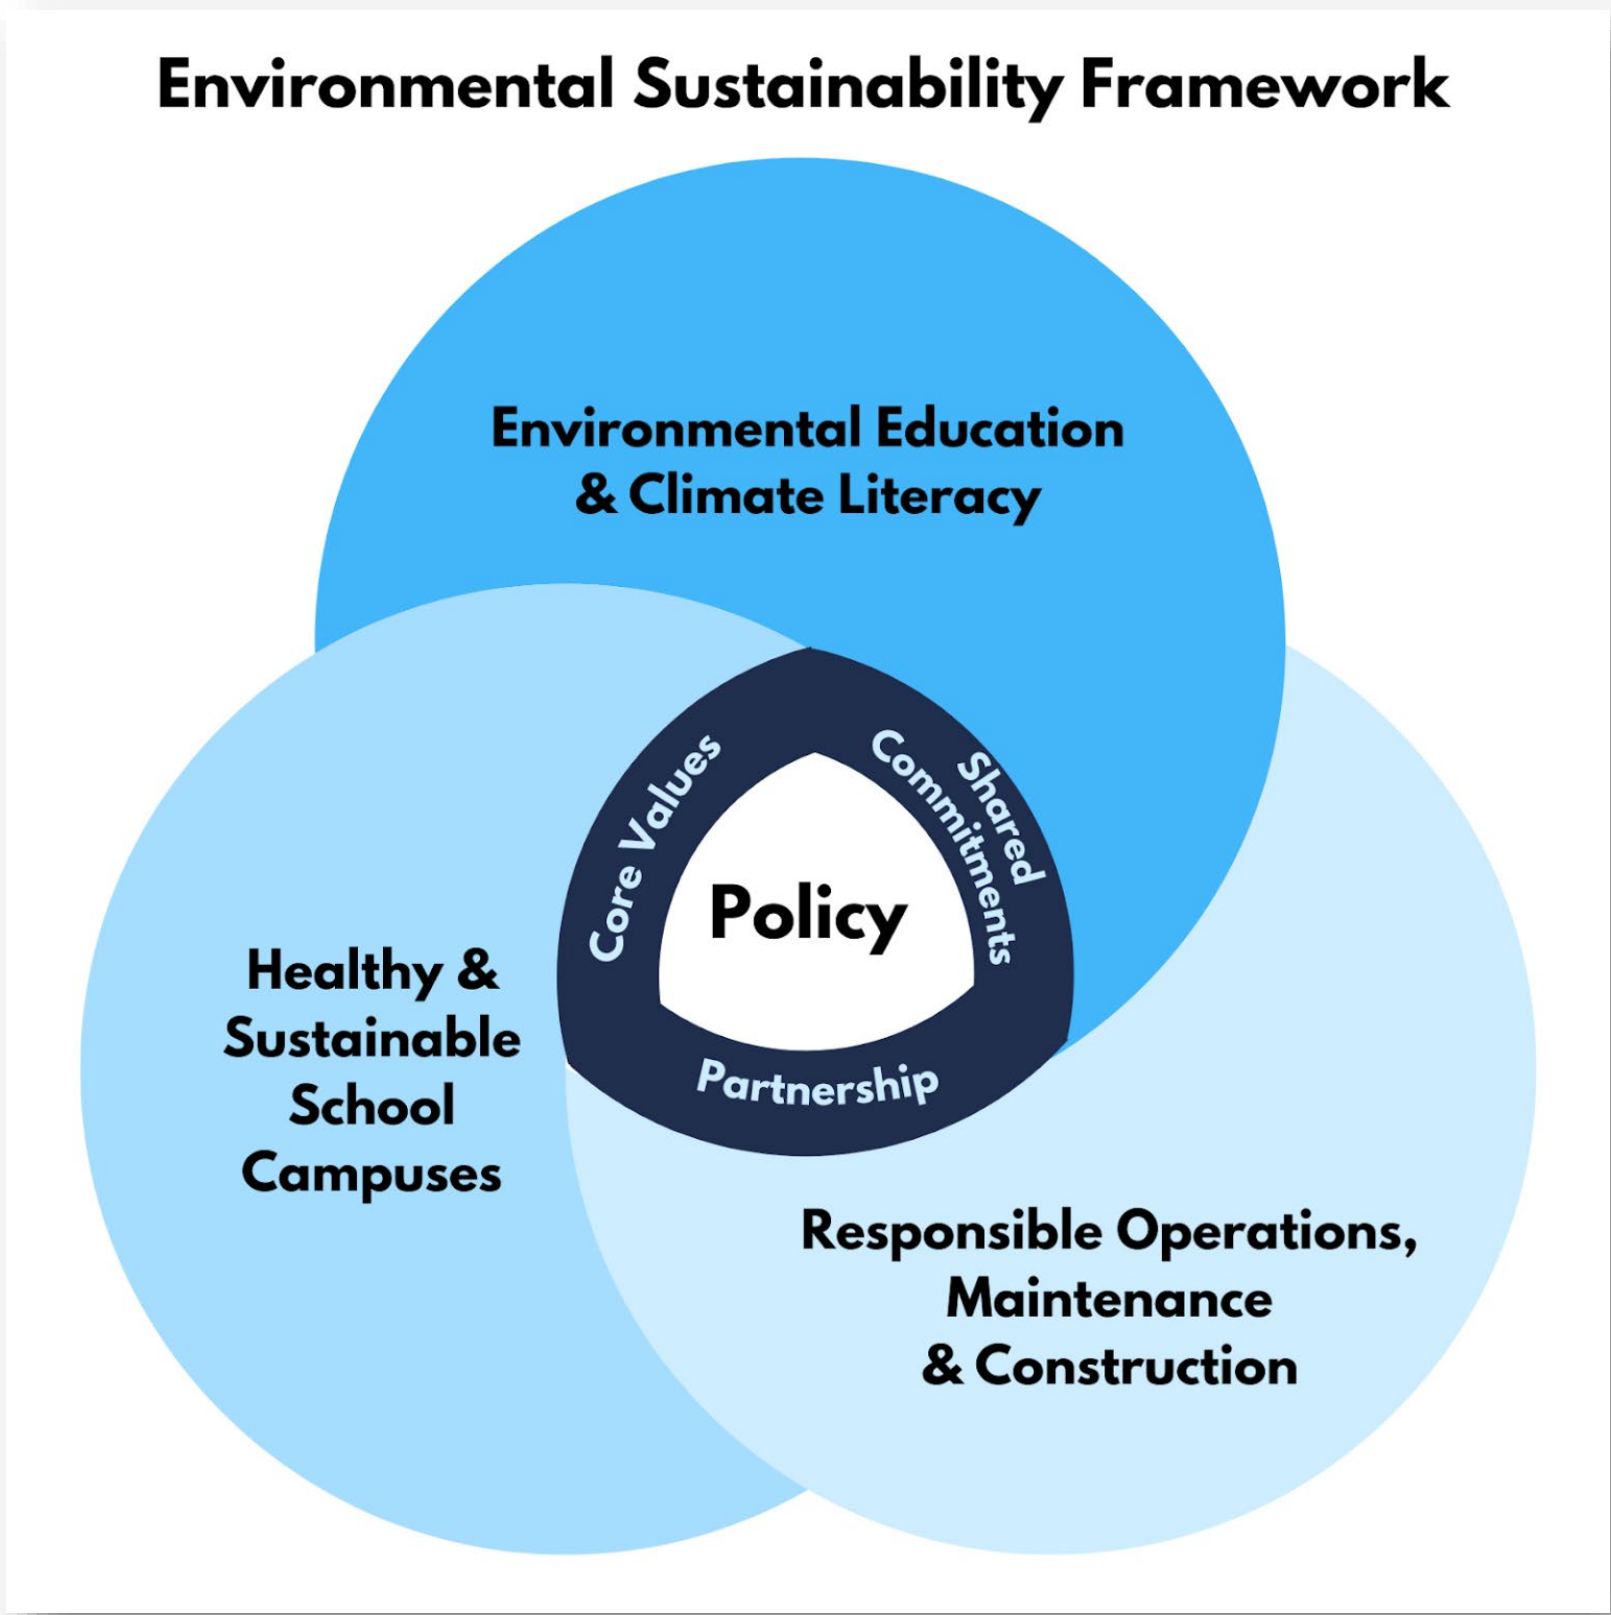 Environmental Sustainability Framework
Environmental Education
& Climate Literacy
Core Values
Shared
Commitments
Policy
Partnership
Healthy &
Sustainable
School
Campuses
Responsible Operations,
Maintenance
& Construction